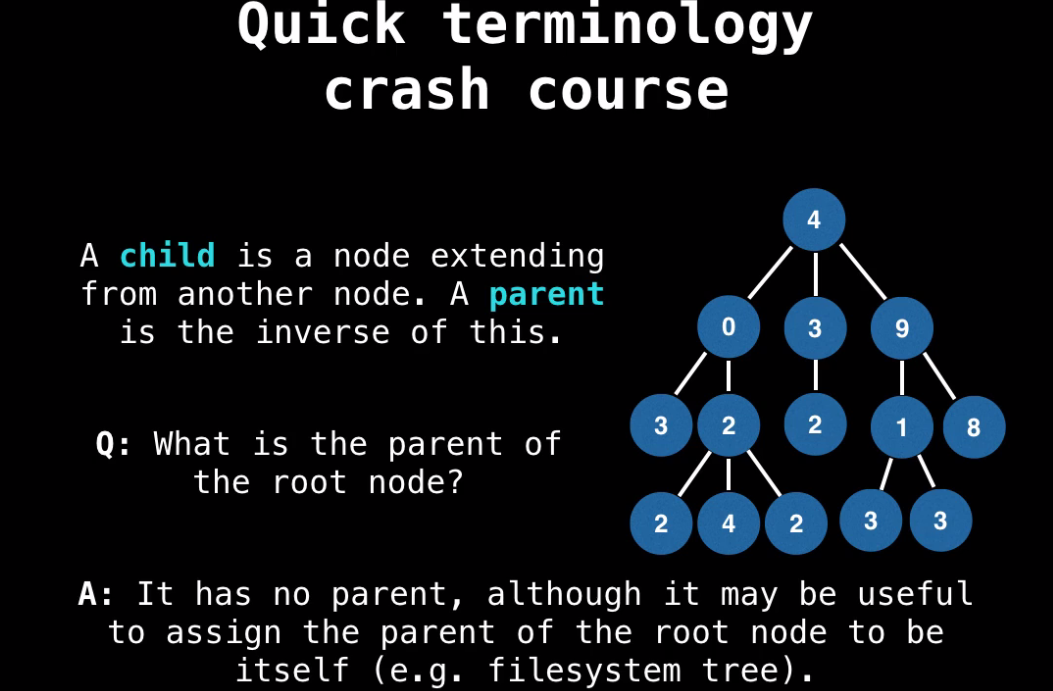 Quick terminology
crash course
A child is a node extending
from another node. A parent
is the inverse of this.
Q: What is the parent of
the root node?
4
0 3 9
3 2 2 1 8
2 4 2 3 3
A: It has no parent, although it may be useful
to assign the parent of the root node to be
itself (e.g. filesystem tree).